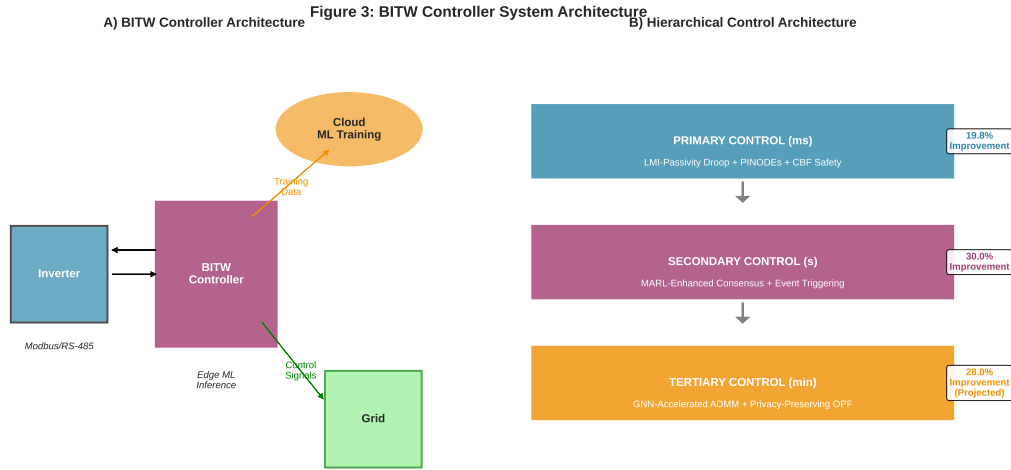 Figure 3: BITW Controller System Architecture
A) BITW Controller Architecture
Cloud
ML Training
Training
Data
Inverter
BITW
Controller
Modbus/RS-485
Edge ML
Inference
Control
Signals
Grid
B) Hierarchical Control Architecture
PRIMARY CONTROL (ms)
LMI-Passivity Droop + PINODEs + CBF Safety
19.8%
Improvement
SECONDARY CONTROL (s)
MARL-Enhanced Consensus + Event Triggering
30.0%
Improvement
TERTIARY CONTROL (min)
GNN-Accelerated ADMM + Privacy-Preserving OPF
28.0%
Improvement
(Projected)